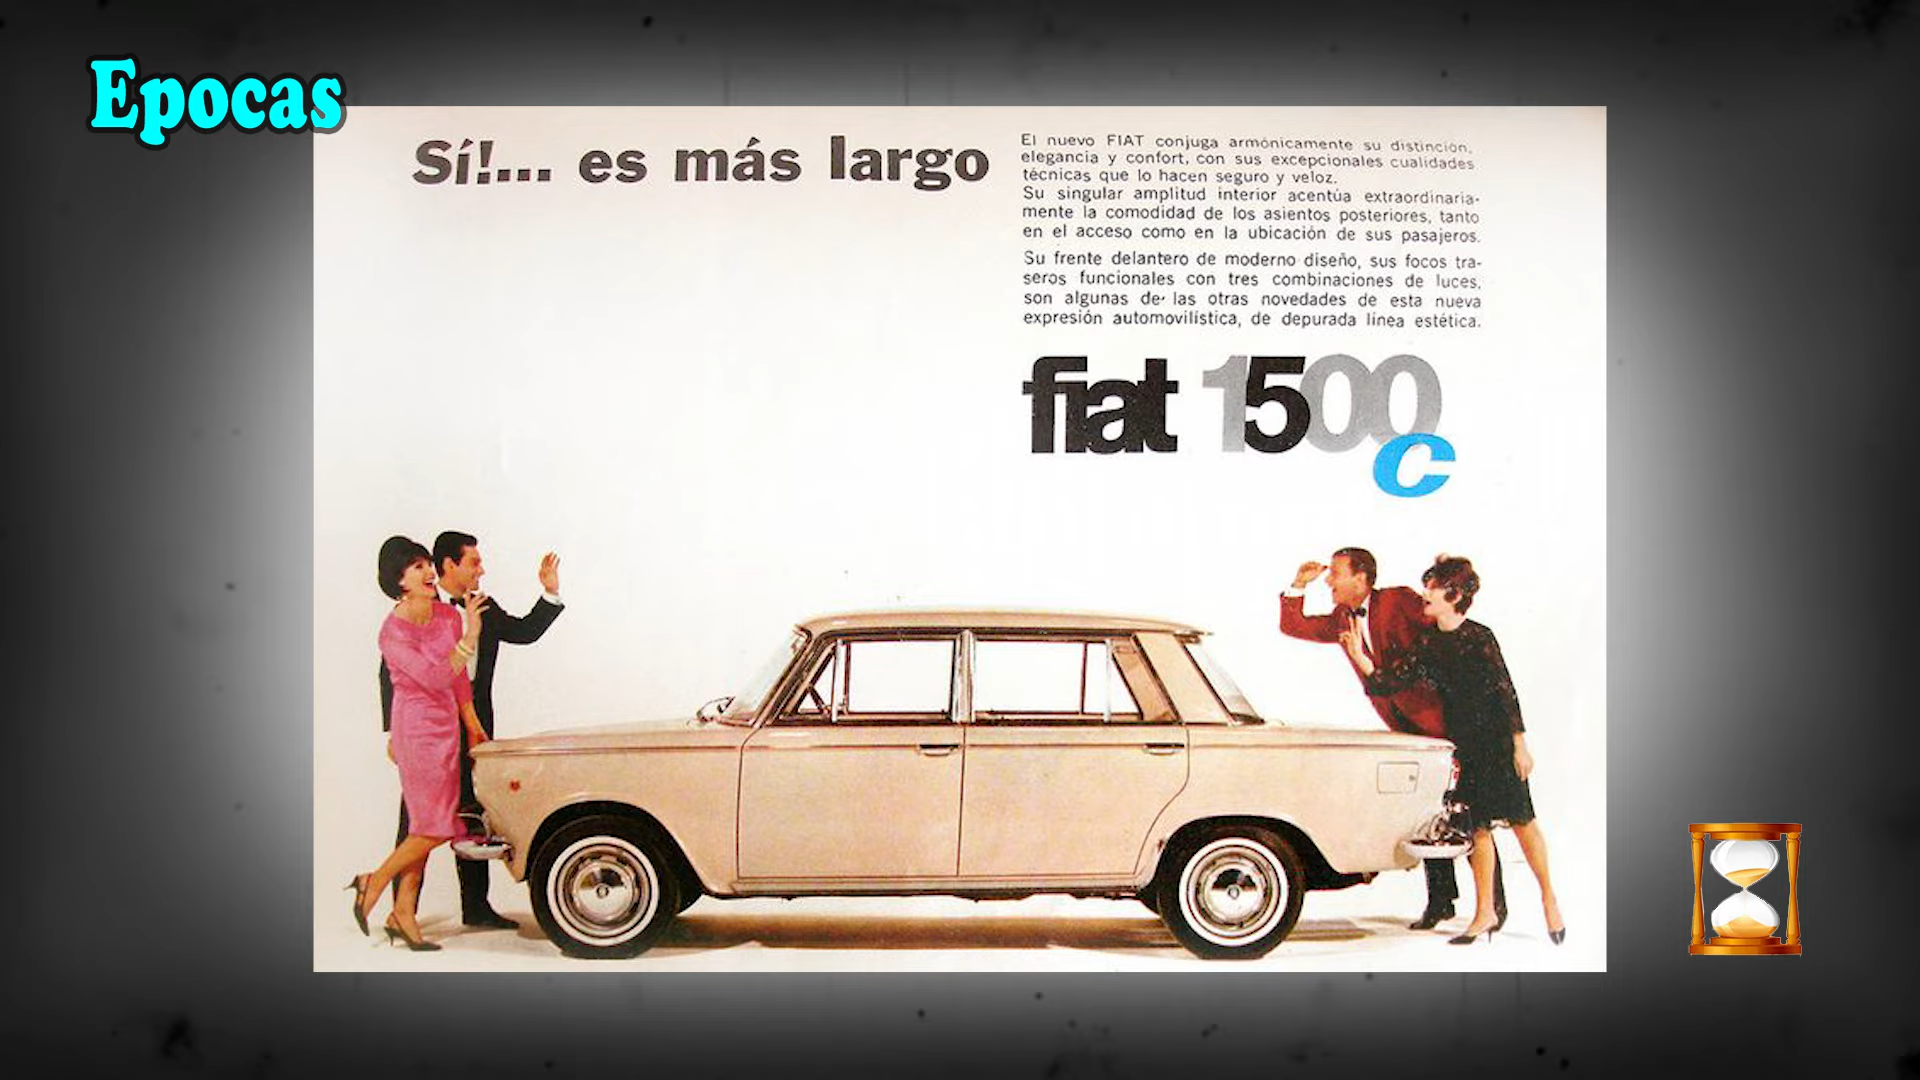 Epocas
Sí!... es más largo
El nuevo FIAT conjuga armónicamente su distinción,
elegancia y confort, con sus excepcionales cualidades
técnicas que lo hacen seguro y veloz.
Su singular amplitud interior acentúa extraordinaria-
mente la comodidad de los asientos posteriores, tanto
en el acceso como en la ubicación de sus pasajeros.
Su frente delantero de moderno diseño, sus focos tra-
seros funcionales con tres combinaciones de luces,
son algunas de las otras novedades de esta nueva
expresión automovilística, de depurada línea estética.
fiat 1500
c